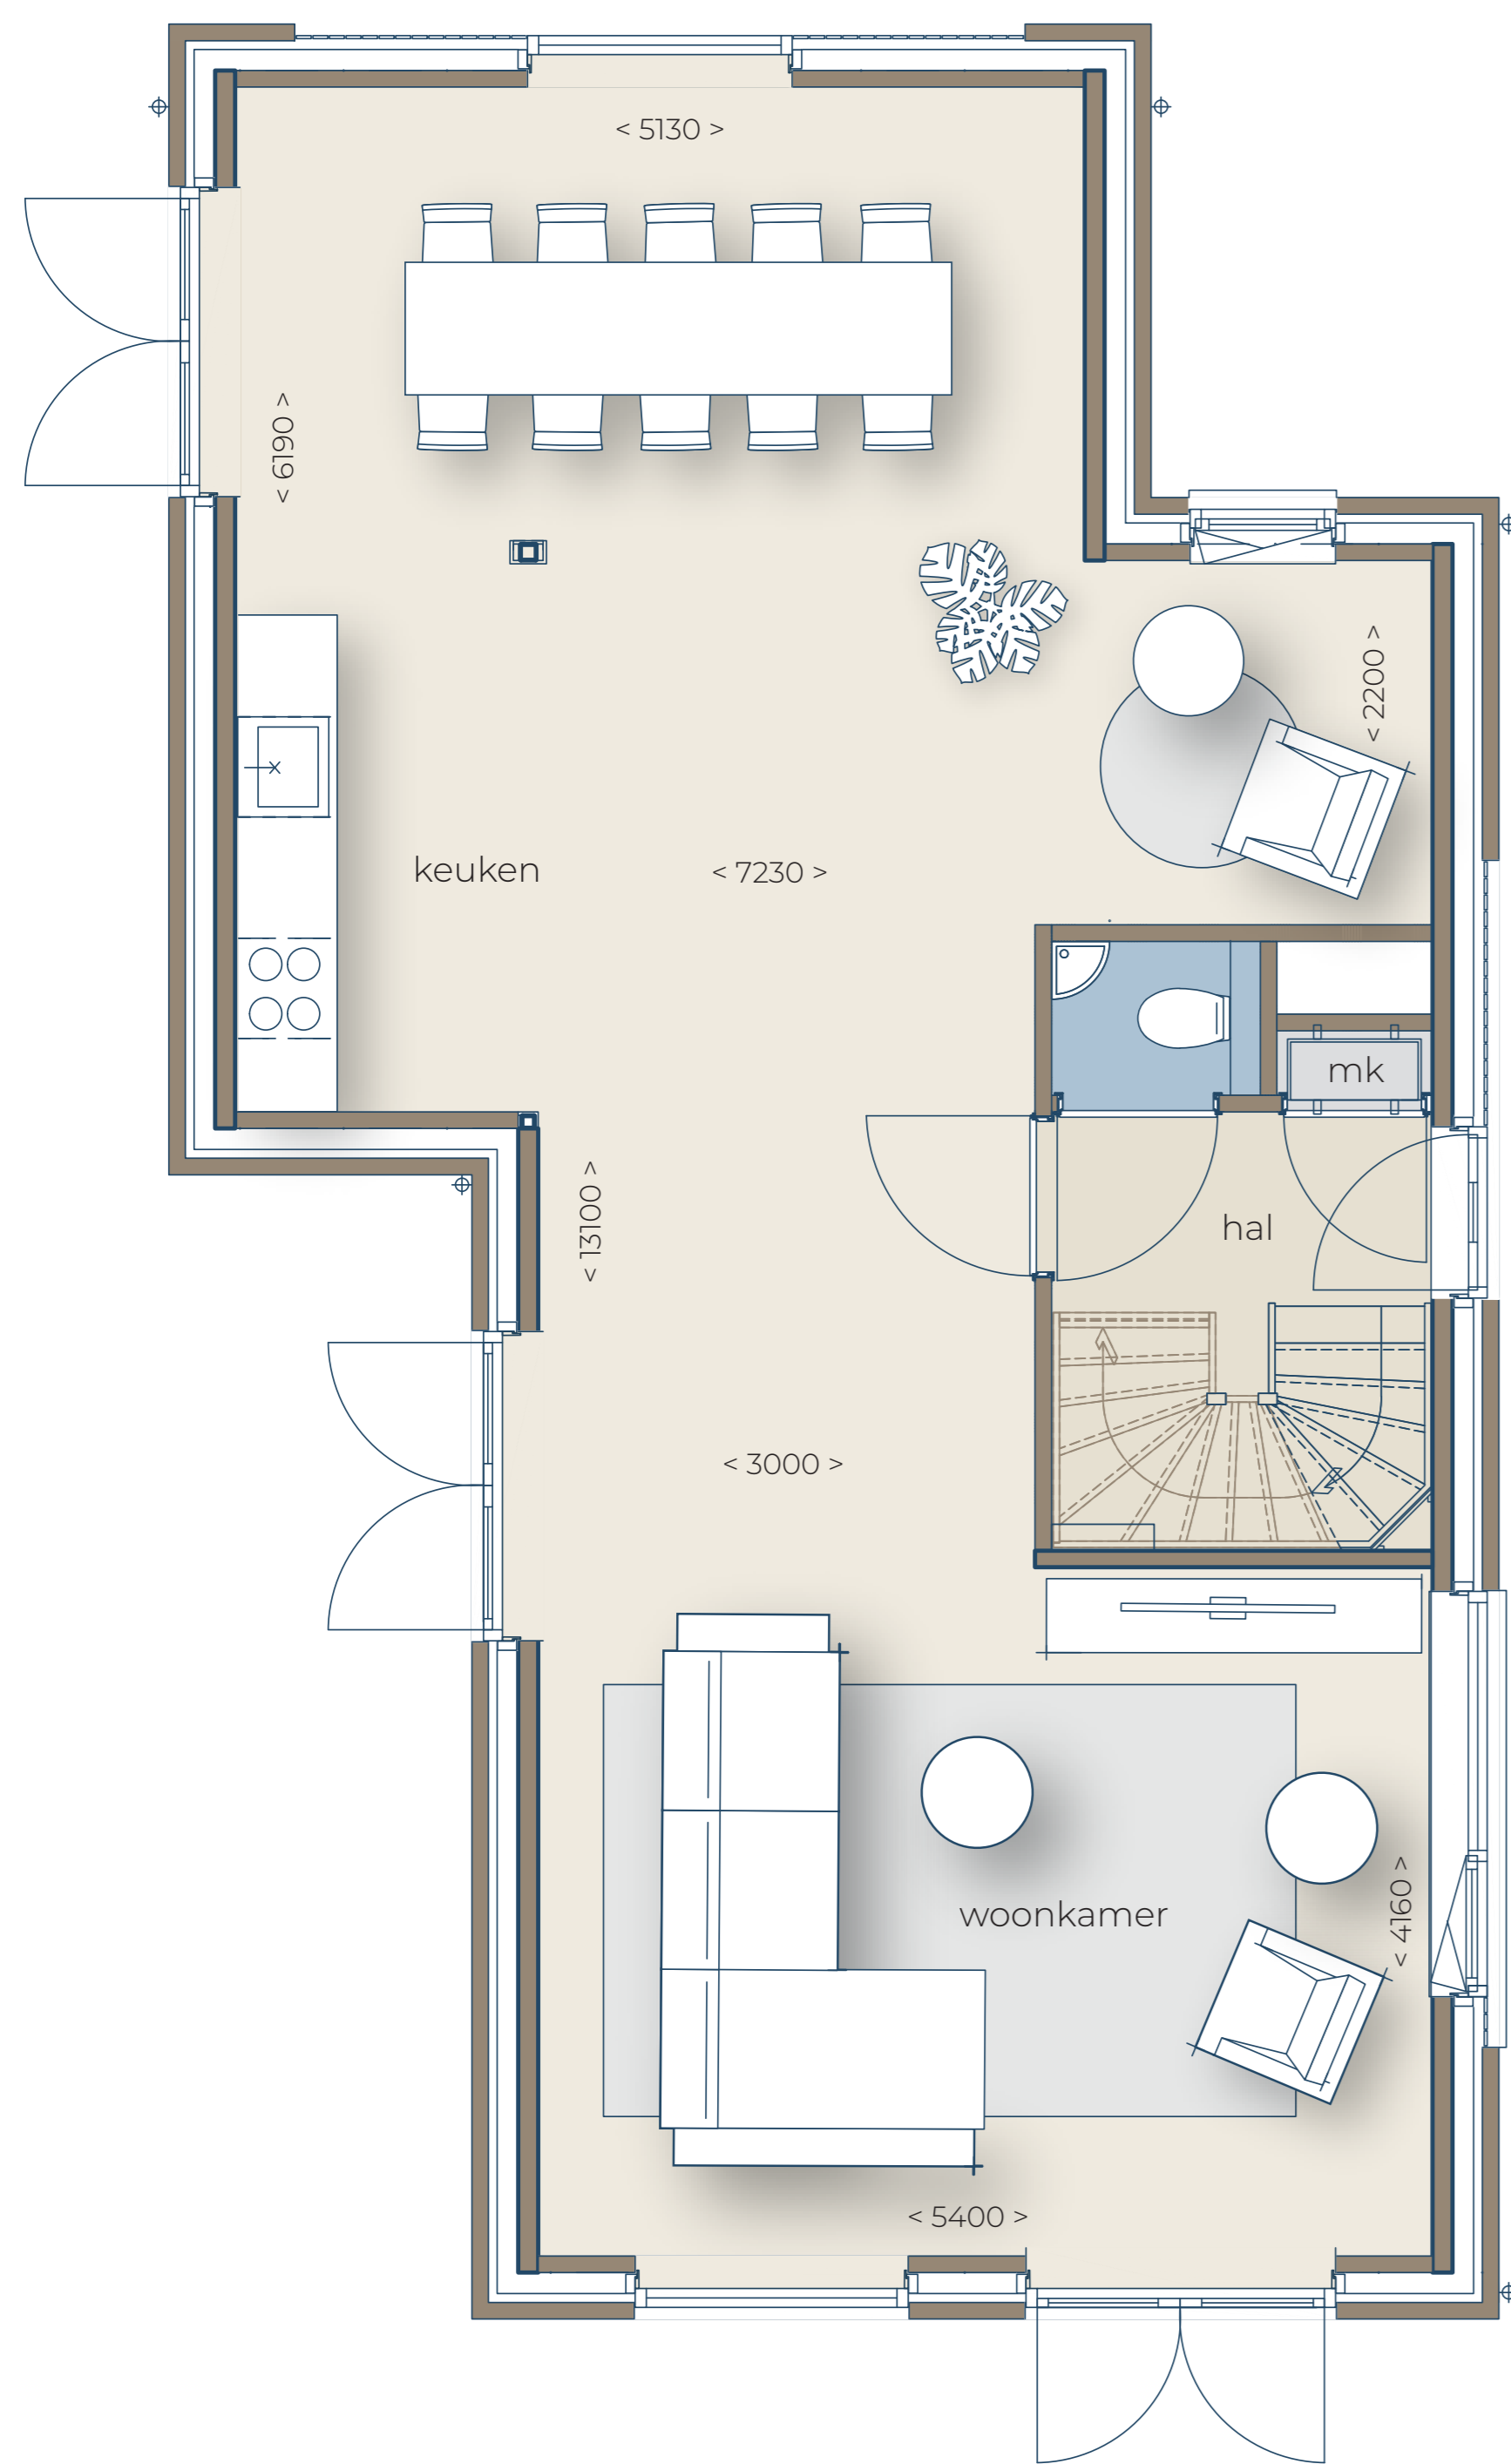 < 5130 >
< 6190 >
< 2200 >
keuken
< 7230 >
mk
< 13100 >
hal
< 3000 >
< 4160 >
woonkamer
< 5400 >